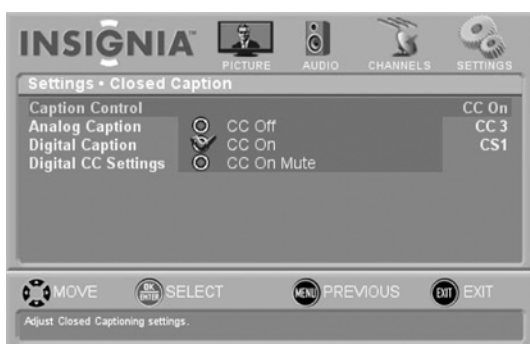 INSIGNIA™
PICTURE AUDIO CHANNELS SETTINGS
Settings • Closed Caption
Caption Control CC On
Analog Caption CC Off CC 3
Digital Caption CC On CS1
Digital CC Settings CC On Mute
MOVE OK ENTER SELECT MENU PREVIOUS EXIT EXIT
Adjust Closed Captioning settings.